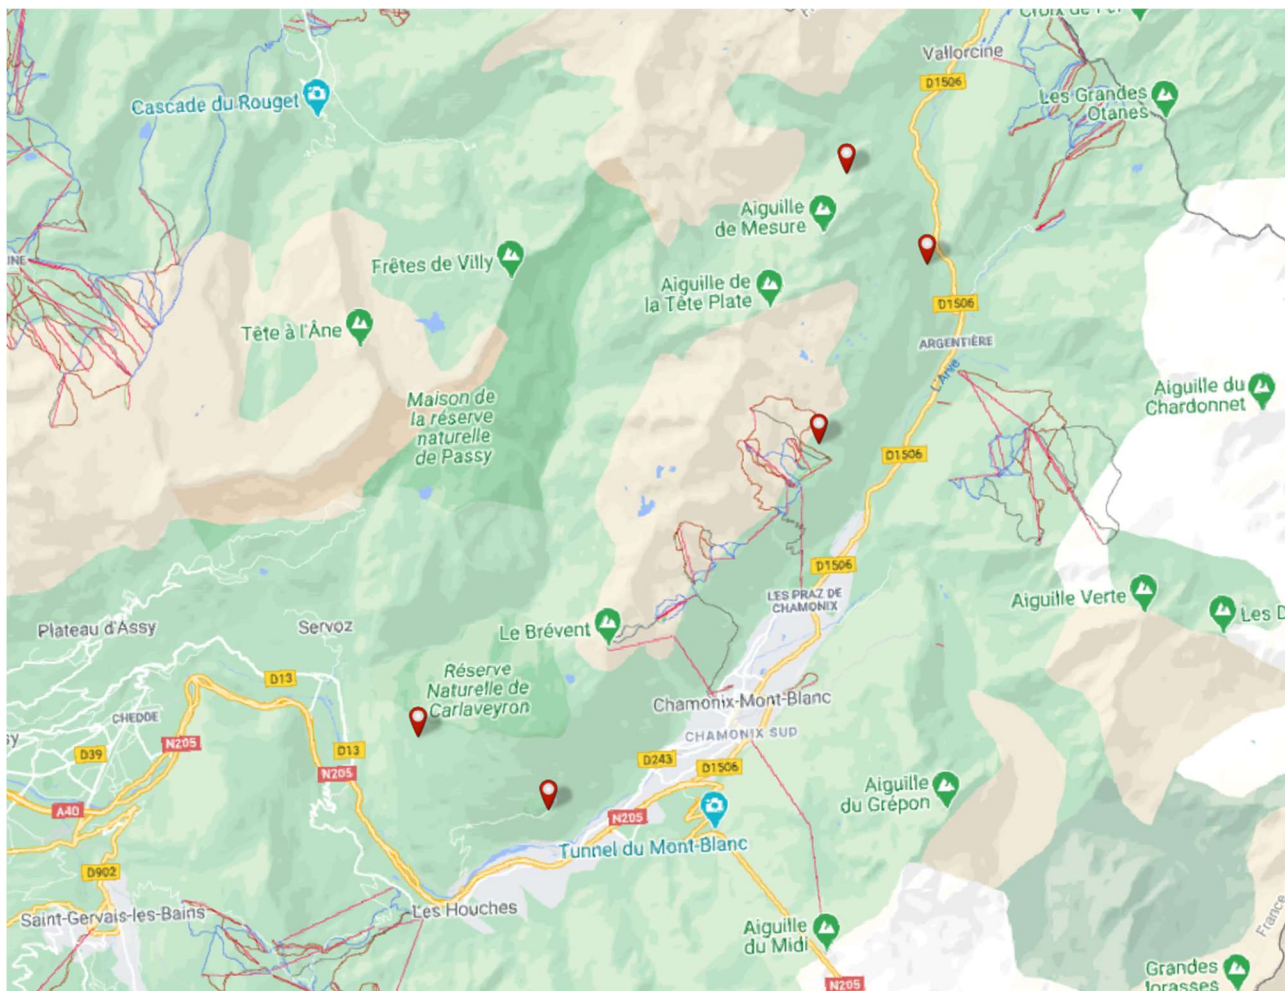 Croix de Fer
Vallorcine
D1506
Les Grandes
Otanes
Cascade du Rouget
Aiguille
de Mesure
Frêtes de Villy
Aiguille de
la Tête Plate
D1506
Tête à l'Âne
ARGENTIÈRE
L'Arve
Maison de
la réserve
naturelle
de Passy
Aiguille du
Chardonnet
D1506
D1506
LES PRAZ DE
CHAMONIX
Aiguille Verte
Les D
Plateau d'Assy
Servoz
Le Brévent
D13
Réserve
Naturelle de
Carlaveyron
Chamonix-Mont-Blanc
CHEDDE
N205
D39
D13
N205
CHAMONIX SUD
D243
D1506
Aiguille
du Grépon
A40
N205
Tunnel du Mont-Blanc
D902
Saint-Gervais-les-Bains
Les Houches
Aiguille
du Midi
France
N205
Grandes
Jorasses